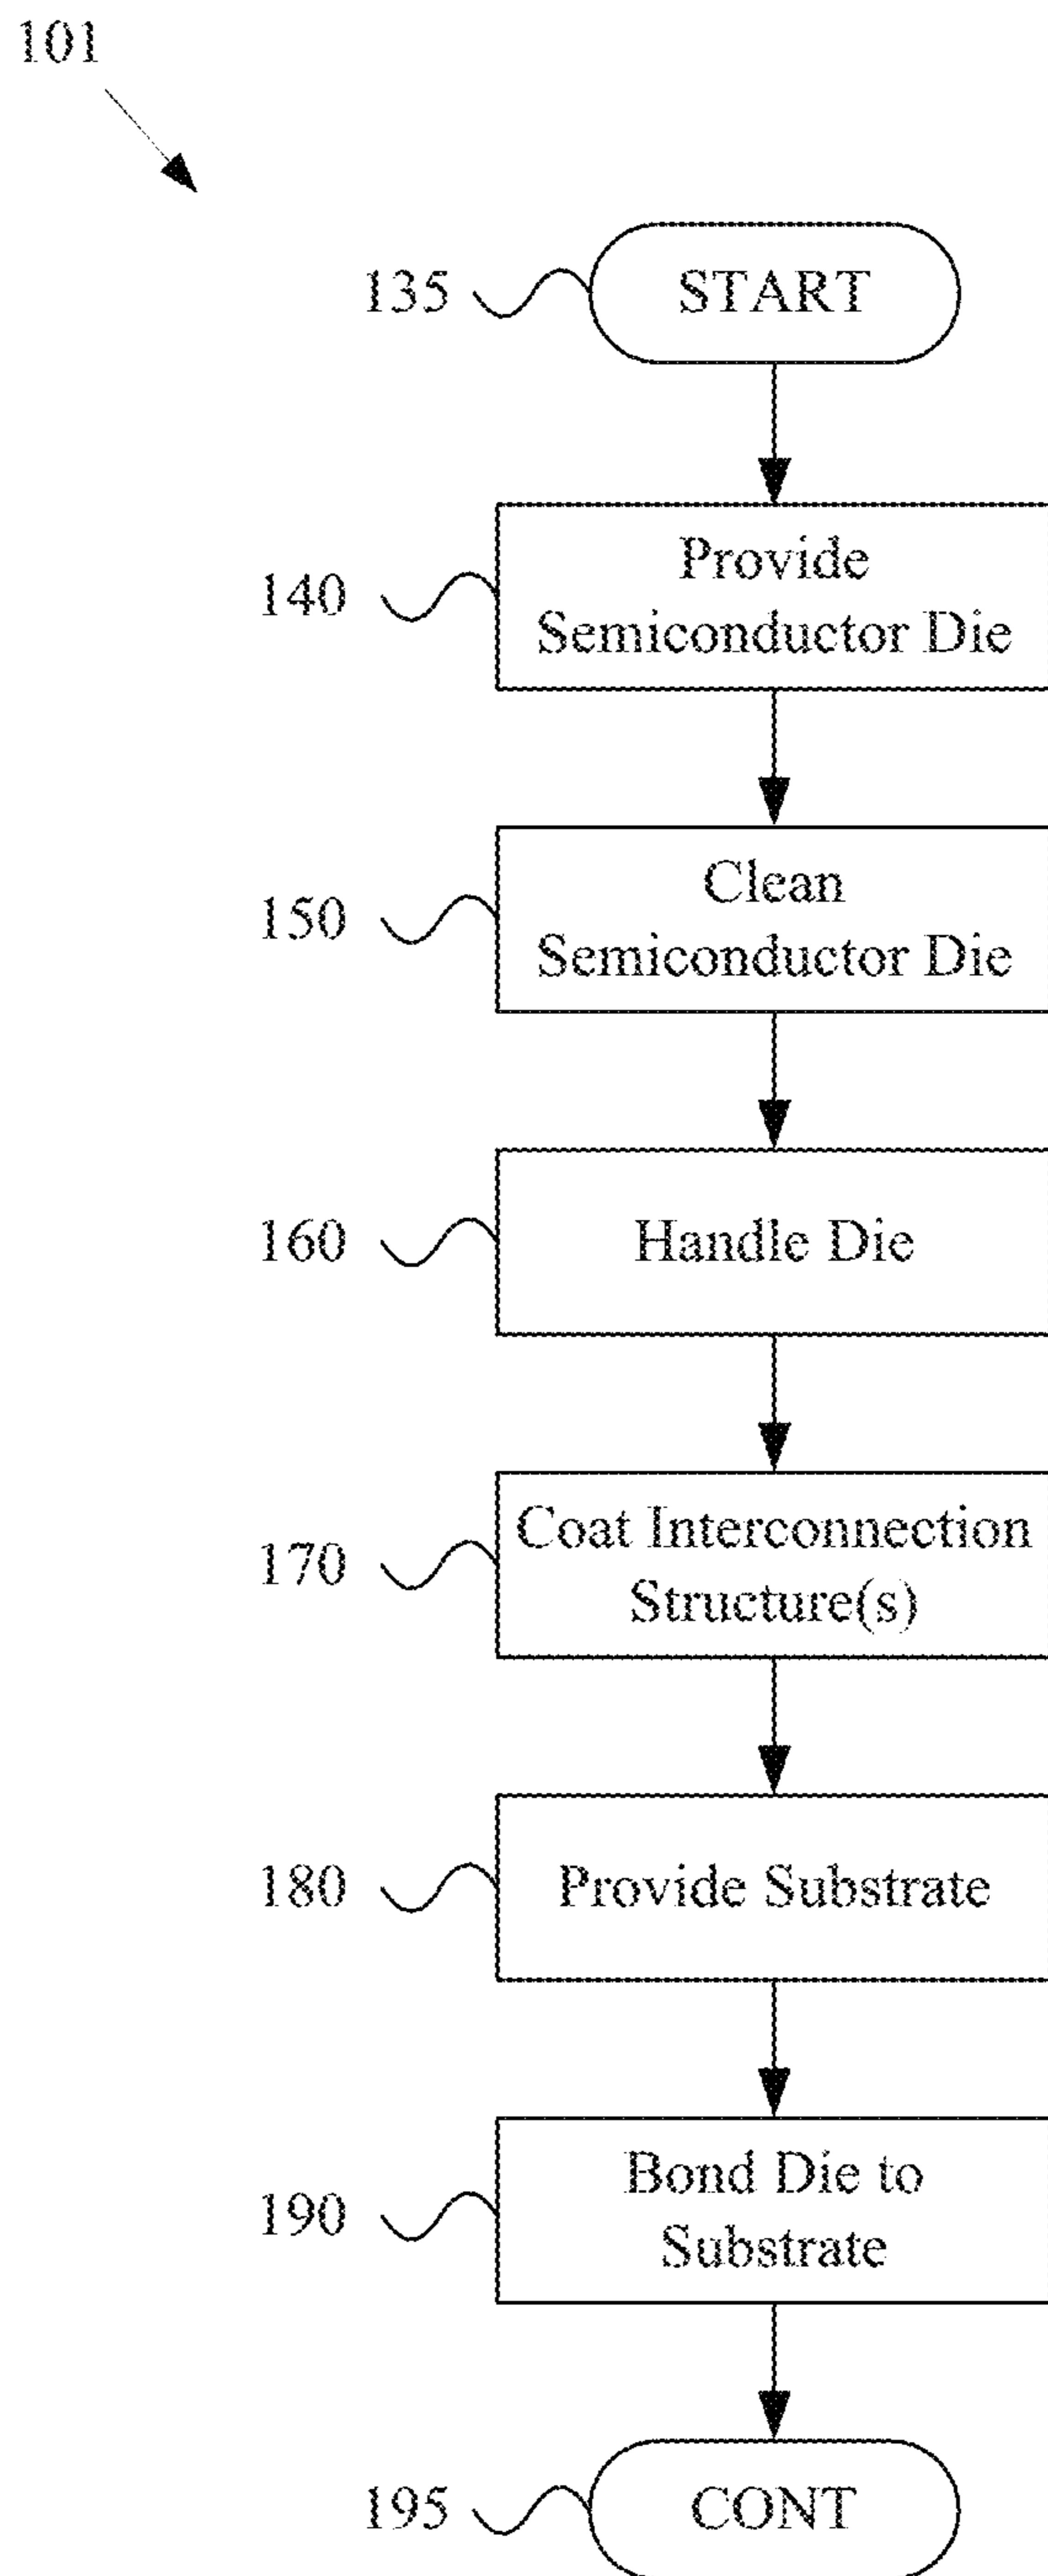 101
135
START
140
Provide
Semiconductor Die
150
Clean
Semiconductor Die
160
Handle Die
170
Coat Interconnection
Structure(s)
180
Provide Substrate
190
Bond Die to
Substrate
195
CONT